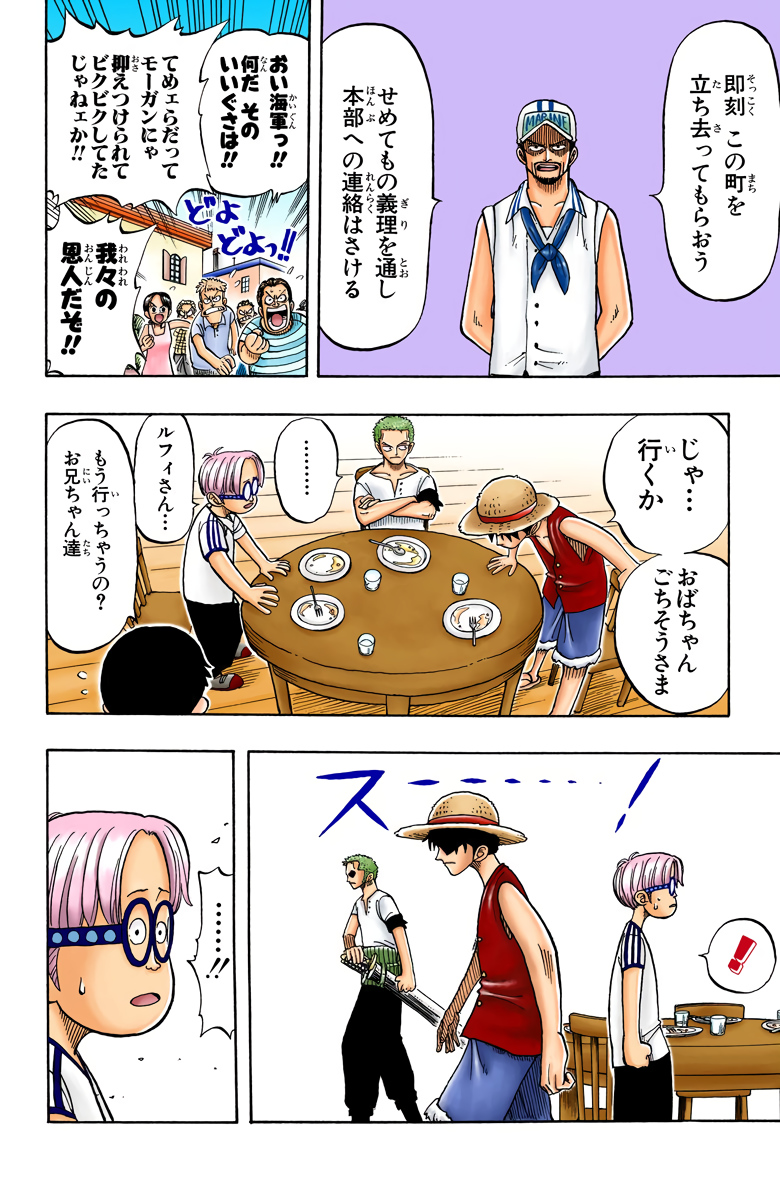 即刻 この町を
立ち去ってもらおう
MARINE
せめてもの義理を通し
本部への連絡はさける
おい海軍っ!!
何だ その
いいぐさは!!
てめェらだって
モーガンにゃ
抑えつけられて
ビクビクしてた
じゃねェか!!
どよ
どよっ!!
我々の
恩人だぞ!!
じゃ…
行くか
おばちゃん
ごちそうさま
………
ルフィさん…
もう行っちゃうの?
お兄ちゃん達
!
スーーー……!
……!!